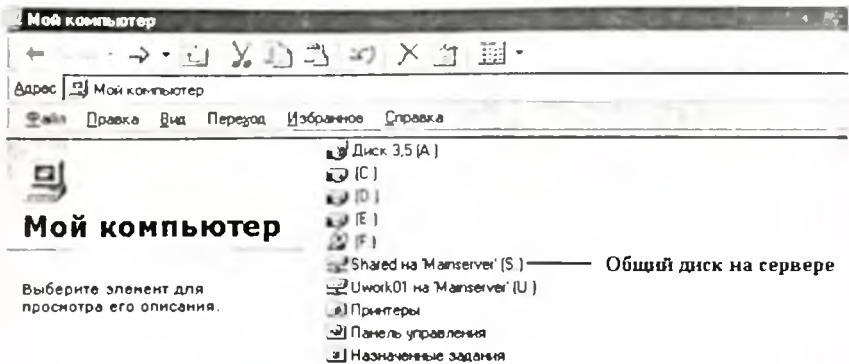 Мой компьютер
Адрес Мой компьютер
Файл Правка Вид Переход Избранное Справка
Диск 3,5 (A )
(C )
(D )
(E )
(F )
Мой компьютер
Shared на 'Mainserver' (S ) Общий диск на сервере
Выберите элемент для
просмотра его описания.
Uwork01 на 'Mainserver' (U )
Принтеры
Панель управления
Назначенные задания